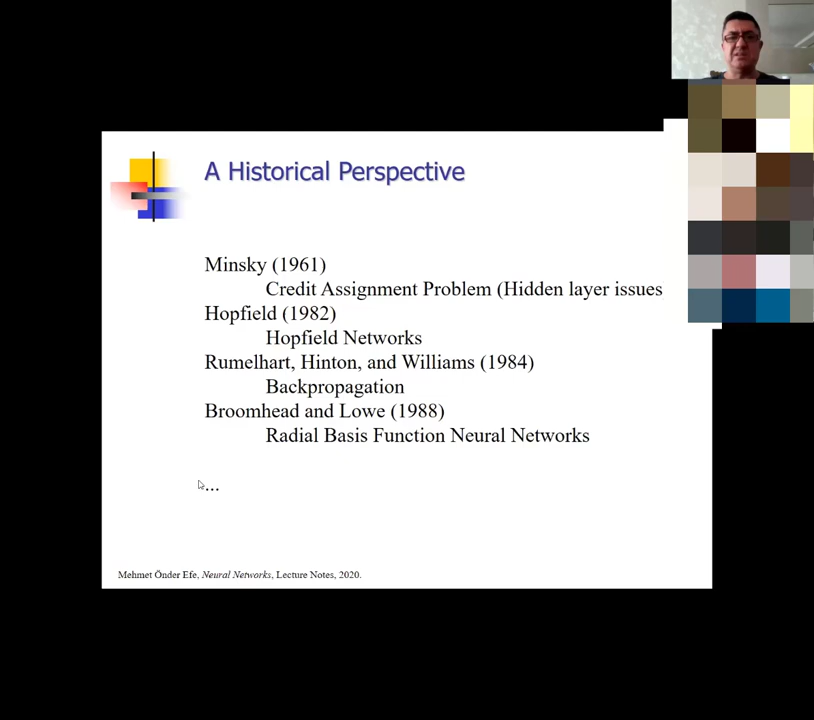 A Historical Perspective
Minsky (1961)
Credit Assignment Problem (Hidden layer issues
Hopfield (1982)
Hopfield Networks
Rumelhart, Hinton, and Williams (1984)
Backpropagation
Broomhead and Lowe (1988)
Radial Basis Function Neural Networks
...
Mehmet Önder Efe, Neural Networks, Lecture Notes, 2020.